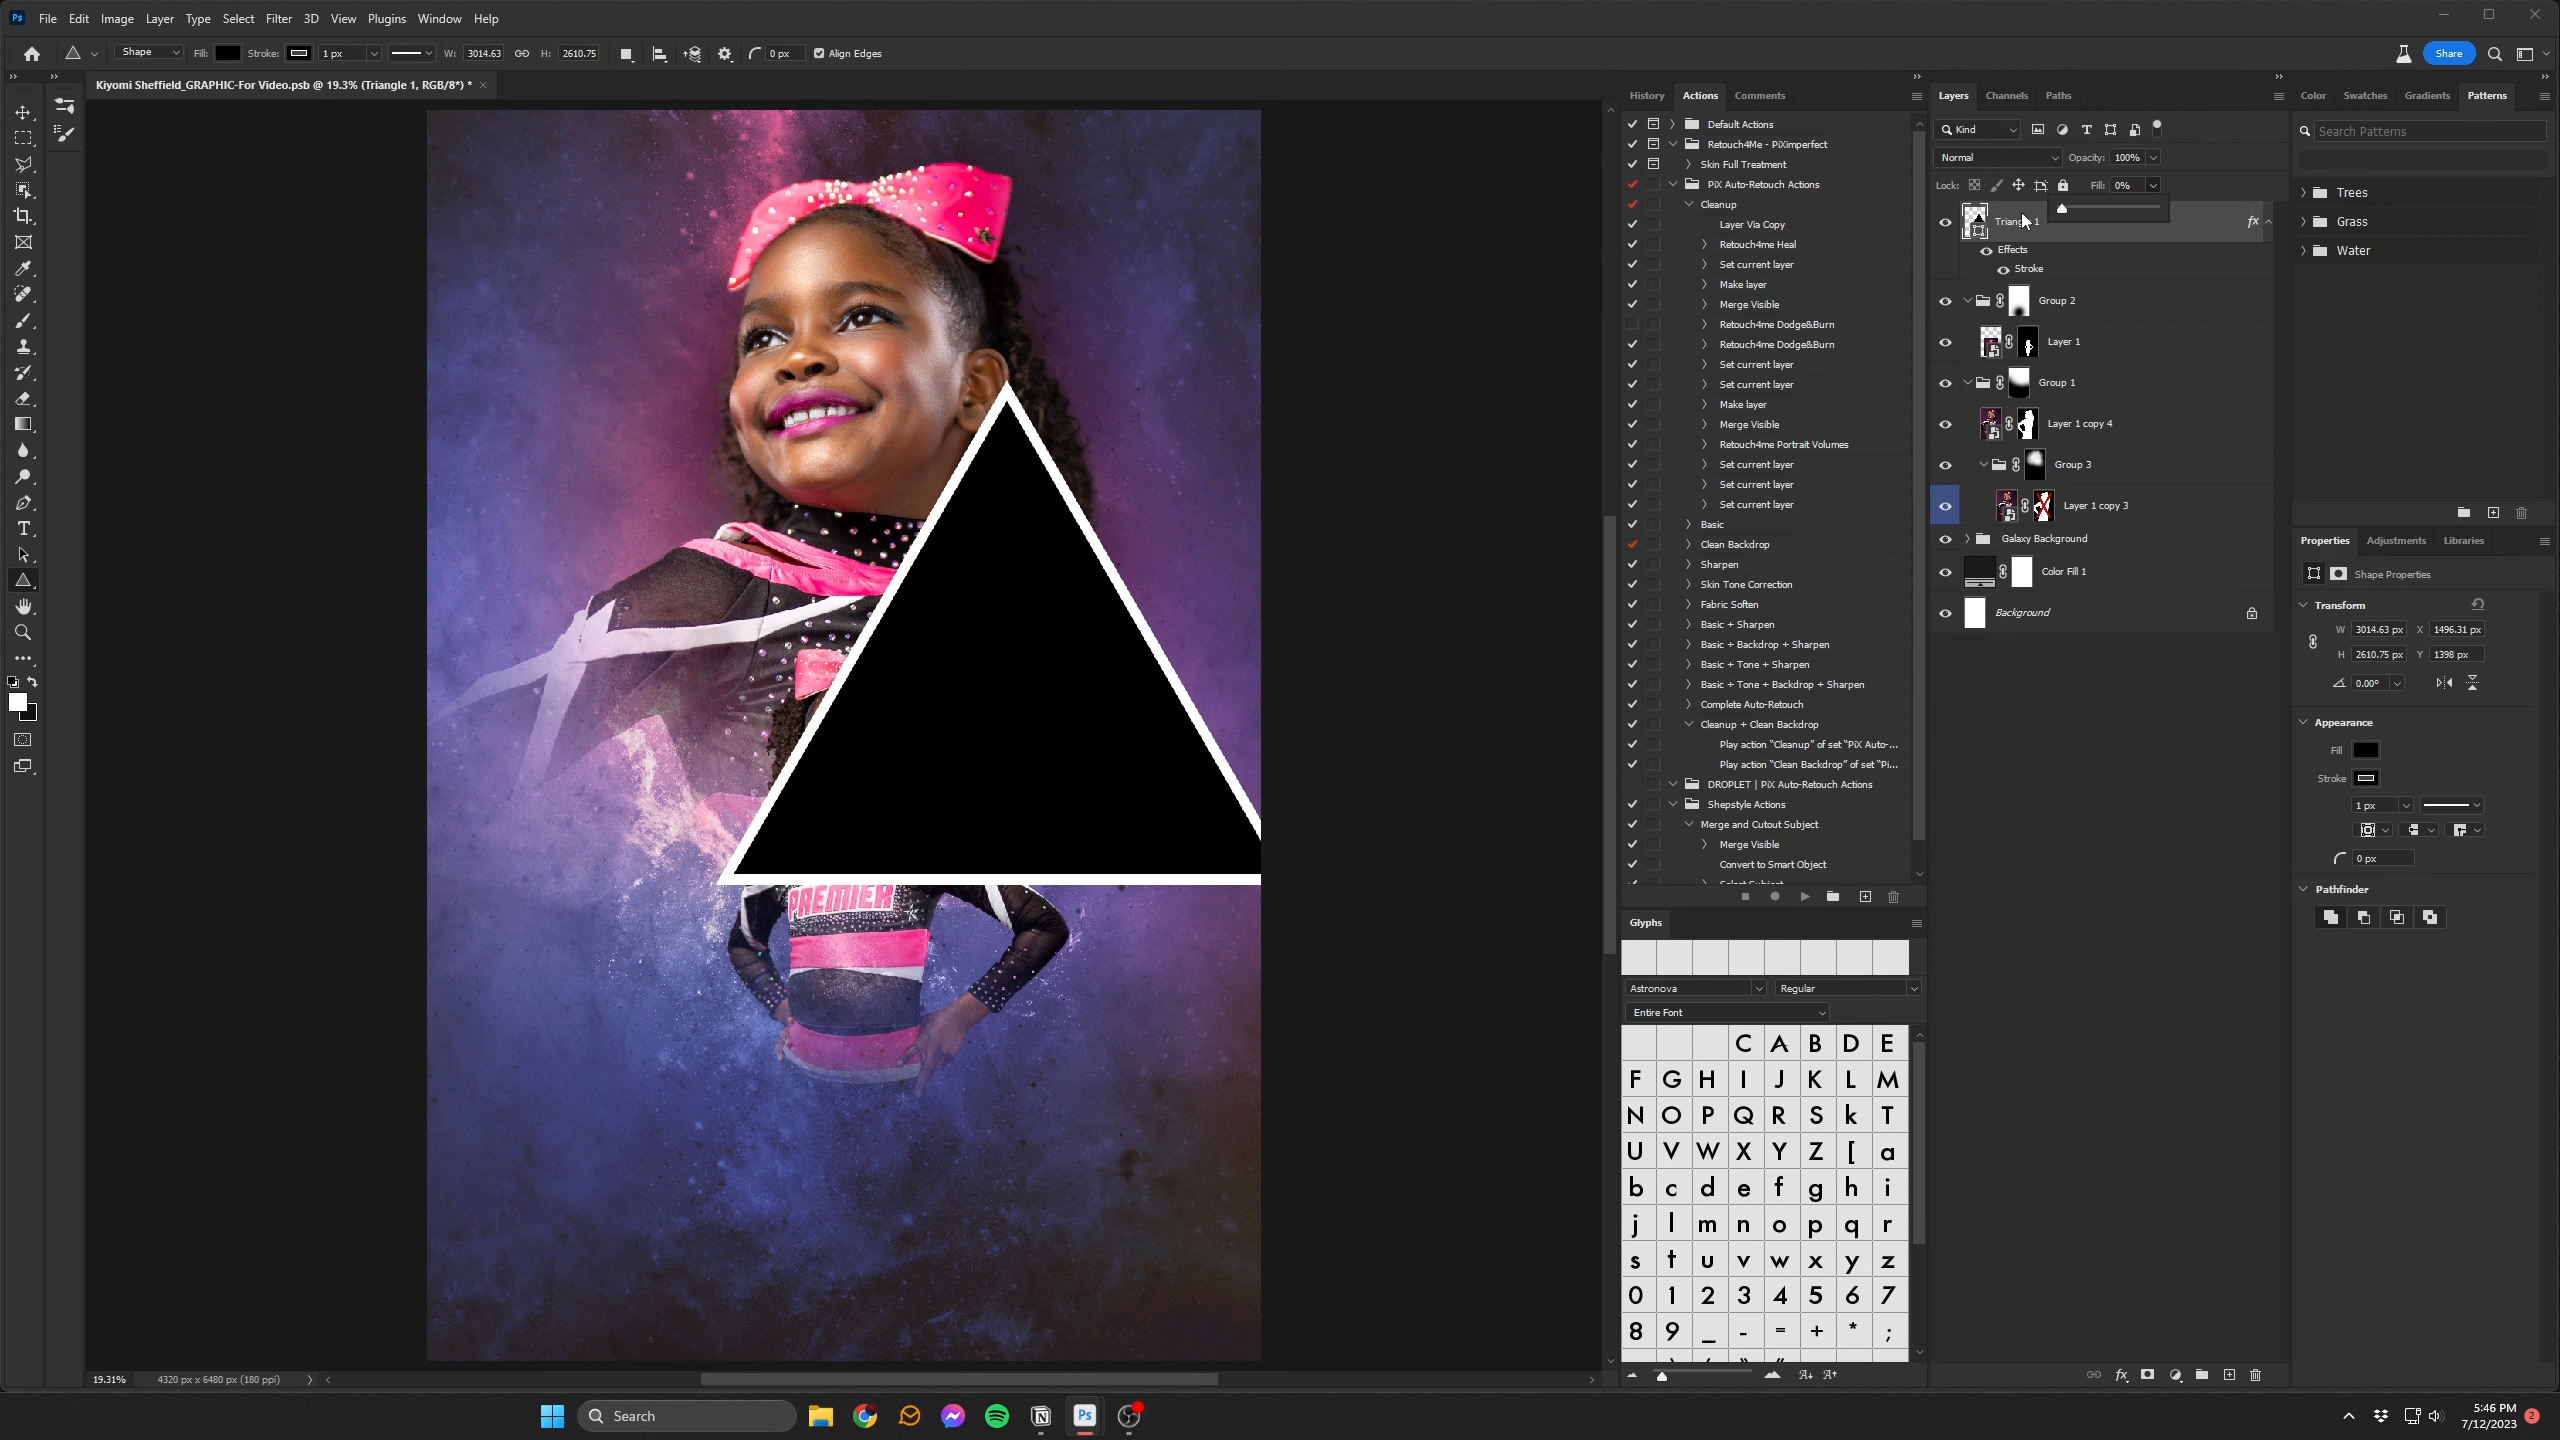 File Edit Image Layer Type Select Filter 3D View Plugins Window Help
Shape Fill: Stroke: 1 px W: 3014.63 H: 2610.75 0 px Align Edges Share
Kiyomi Sheffield_GRAPHIC-For Video.psb @ 19.3% (Triangle 1, RGB/8*) *
PREMIER
19.31% 4320 px x 6480 px (180 ppi)
History Actions Comments
Default Actions
Retouch4Me - PiXimperfect
Skin Full Treatment
PiX Auto-Retouch Actions
Cleanup
Layer Via Copy
Retouch4me Heal
Set current layer
Make layer
Merge Visible
Retouch4me Dodge&Burn
Retouch4me Dodge&Burn
Set current layer
Set current layer
Make layer
Merge Visible
Retouch4me Portrait Volumes
Set current layer
Set current layer
Set current layer
Basic
Clean Backdrop
Sharpen
Skin Tone Correction
Fabric Soften
Basic + Sharpen
Basic + Backdrop + Sharpen
Basic + Tone + Sharpen
Basic + Tone + Backdrop + Sharpen
Complete Auto-Retouch
Cleanup + Clean Backdrop
Play action “Cleanup” of set “PiX Auto-...
Play action “Clean Backdrop” of set “Pi...
DROPLET | PiX Auto-Retouch Actions
Shepstyle Actions
Merge and Cutout Subject
Merge Visible
Convert to Smart Object
Glyphs
Astronova Regular
Entire Font
C A B D E
F G H I J K L M
N O P Q R S k T
U V W X Y Z [ a
b c d e f g h i
j l m n o p q r
s t u v w x y z
0 1 2 3 4 5 6 7
8 9 _ - = + * ;
Layers Channels Paths
Kind
Normal Opacity: 100%
Lock: Fill: 0%
Triangle 1 fx
Effects
Stroke
Group 2
Layer 1
Group 1
Layer 1 copy 4
Group 3
Layer 1 copy 3
Galaxy Background
Color Fill 1
Background
fx
Color Swatches Gradients Patterns
Search Patterns
Trees
Grass
Water
Properties Adjustments Libraries
Shape Properties
Transform
W 3014.63 px X 1496.31 px
H 2610.75 px Y 1398 px
0.00°
Appearance
Fill
Stroke
1 px
0 px
Pathfinder
Search
5:46 PM
7/12/2023
2